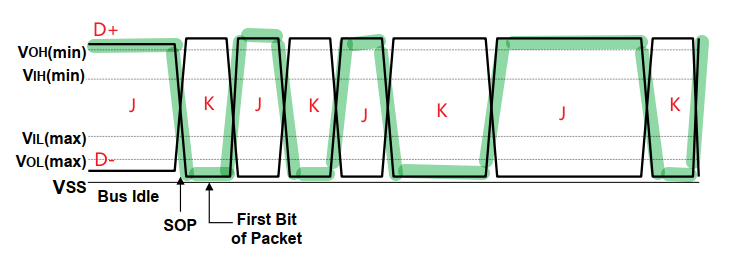 D+
VOH(min)
VIH(min)
J K J K J K J K
VIL(max)
VOL(max) D-
VSS
Bus Idle
SOP
First Bit
of Packet